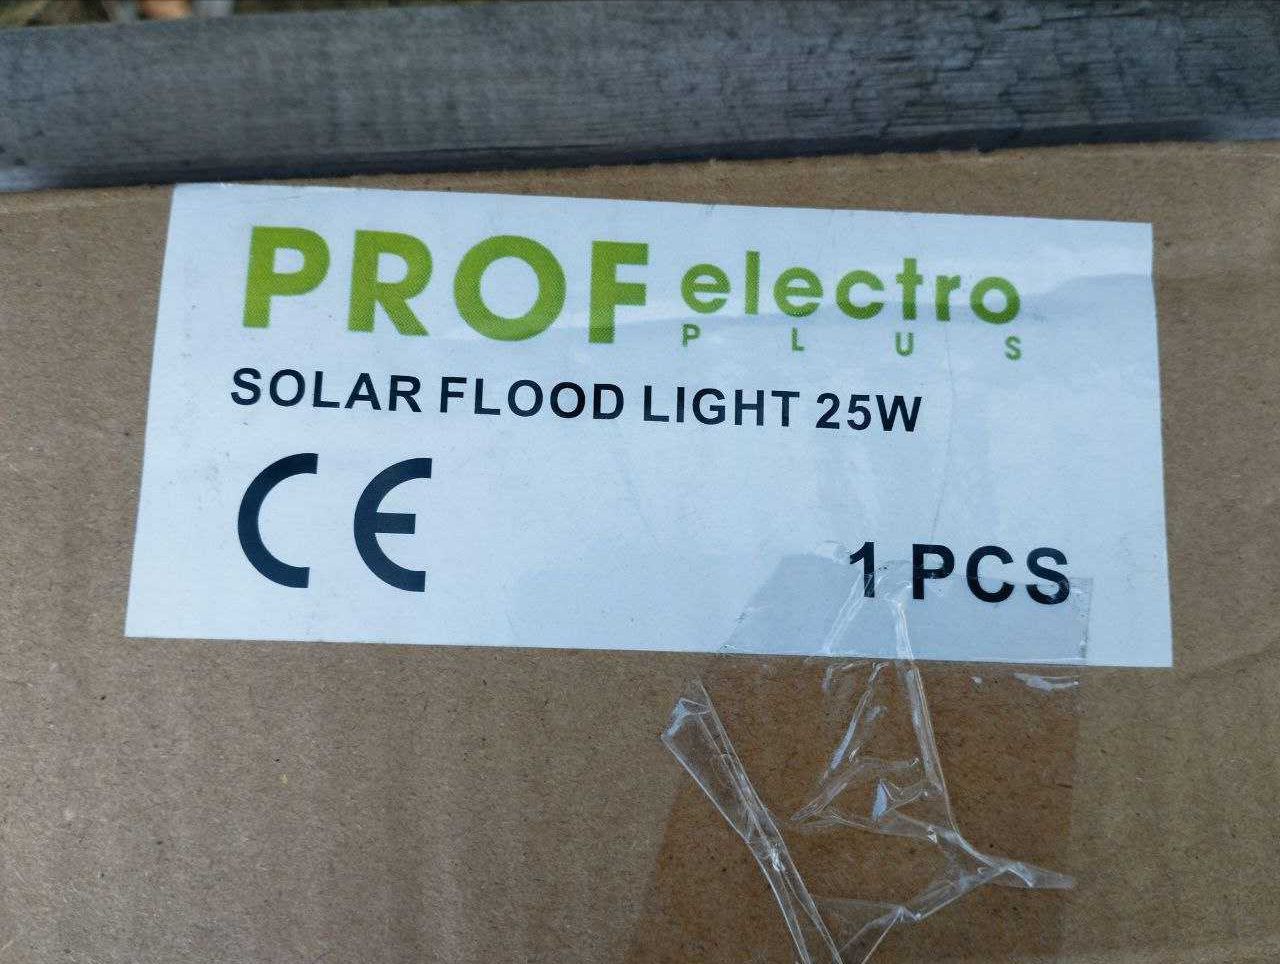 PROF electro
PLUS
SOLAR FLOOD LIGHT 25W
CE
1 PCS